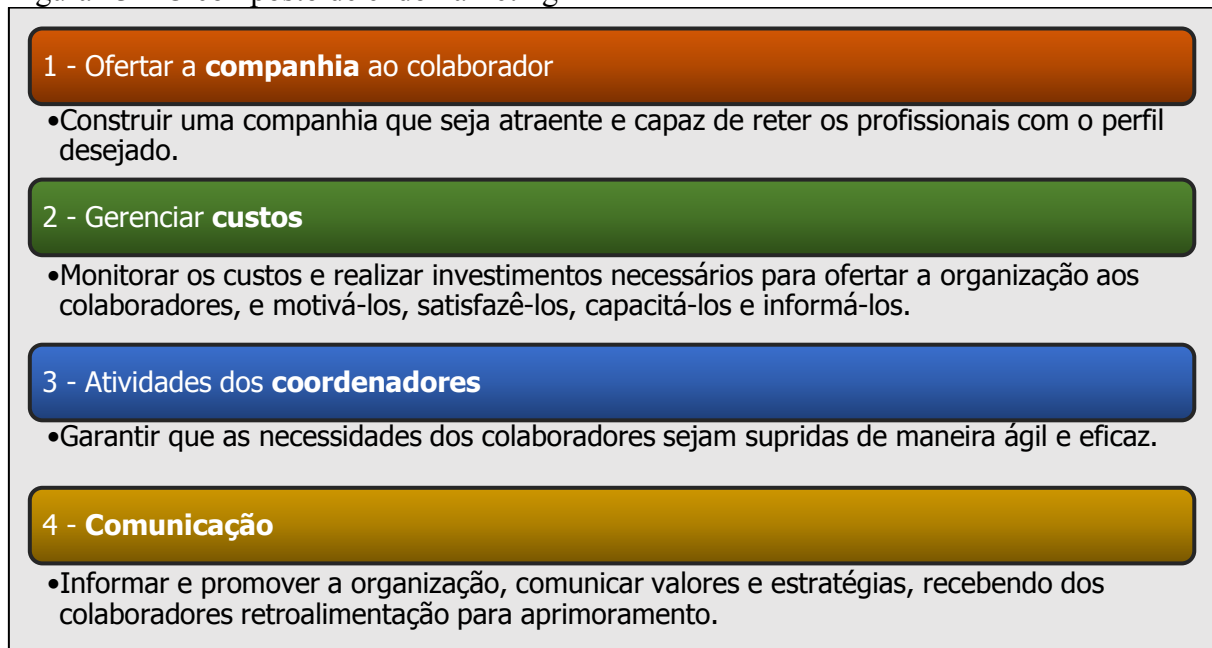 1 - Ofertar a companhia ao colaborador
•Construir uma companhia que seja atraente e capaz de reter os profissionais com o perfil
desejado.
2 - Gerenciar custos
•Monitorar os custos e realizar investimentos necessários para ofertar a organização aos
colaboradores, e motivá-los, satisfazê-los, capacitá-los e informá-los.
3 - Atividades dos coordenadores
•Garantir que as necessidades dos colaboradores sejam supridas de maneira ágil e eficaz.
4 - Comunicação
•Informar e promover a organização, comunicar valores e estratégias, recebendo dos
colaboradores retroalimentação para aprimoramento.